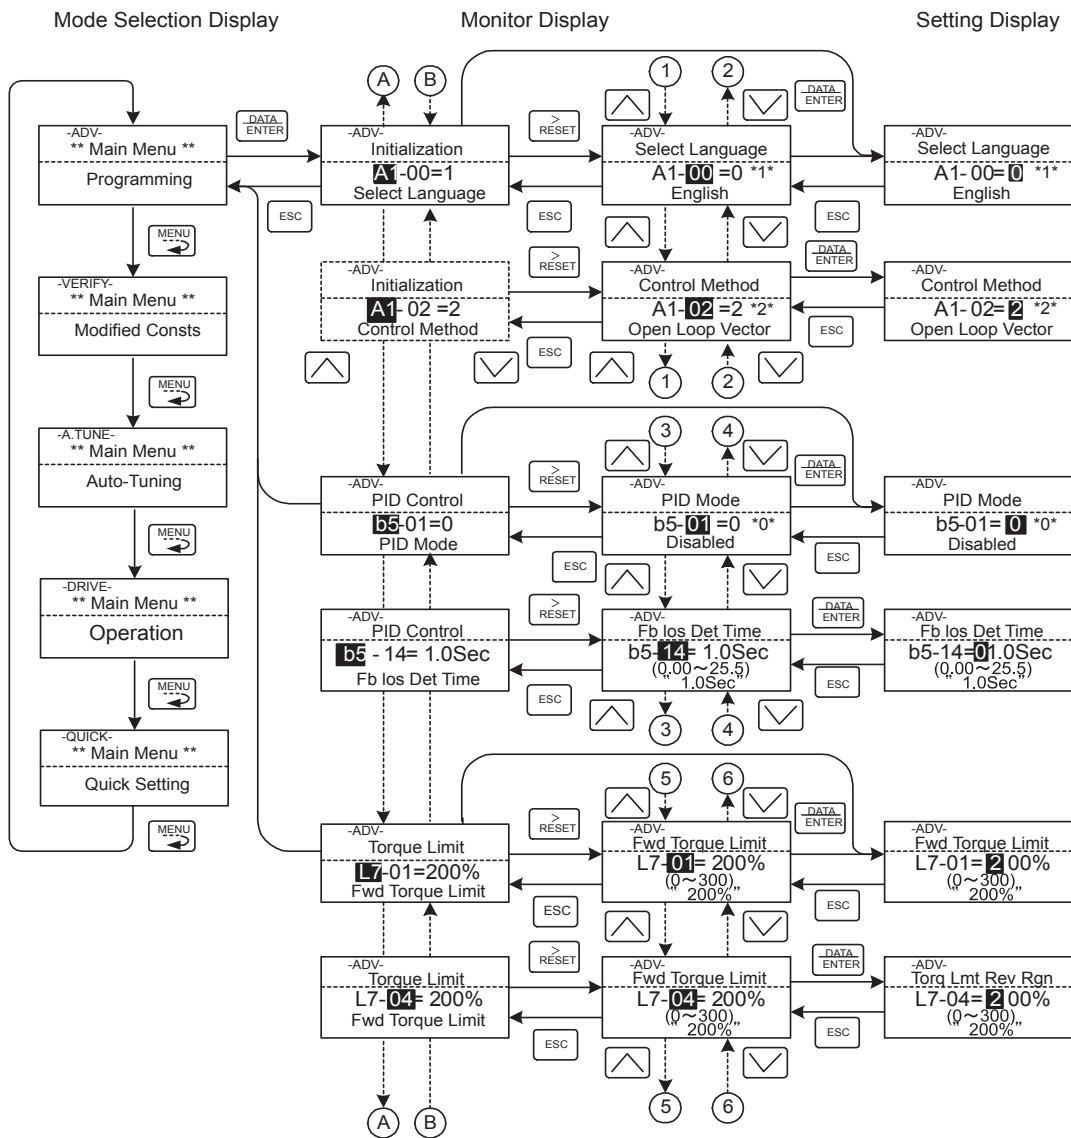 Mode Selection Display
Monitor Display
Setting Display
A
B
1
2
DATA
ENTER
-ADV-
** Main Menu **
Programming
DATA
ENTER
-ADV-
Initialization
A1-00=1
Select Language
>
RESET
-ADV-
Select Language
A1-00 =0 *1*
English
-ADV-
Select Language
A1- 00= 0 *1*
English
ESC
ESC
ESC
MENU
-VERIFY-
** Main Menu **
Modified Consts
-ADV-
Initialization
A1- 02 =2
Control Method
>
RESET
-ADV-
Control Method
A1-02=2 *2*
Open Loop Vector
DATA
ENTER
-ADV-
Control Method
A1- 02= 2 *2*
Open Loop Vector
ESC
ESC
1
2
MENU
-A.TUNE-
** Main Menu **
Auto-Tuning
3
4
DATA
ENTER
-ADV-
PID Control
b5-01=0
PID Mode
>
RESET
-ADV-
PID Mode
b5-01=0 *0*
Disabled
-ADV-
PID Mode
b5-01= 0 *0*
Disabled
ESC
ESC
MENU
-DRIVE-
** Main Menu **
Operation
-ADV-
PID Control
b5 - 14= 1.0Sec
Fb los Det Time
>
RESET
-ADV-
Fb los Det Time
b5-14= 1.0Sec
(0.00～25.5)
“ 1.0Sec”
DATA
ENTER
-ADV-
Fb los Det Time
b5-14=01.0Sec
(0.00～25.5)
“ 1.0Sec”
ESC
ESC
3
4
MENU
-QUICK-
** Main Menu **
Quick Setting
MENU
5
6
DATA
ENTER
-ADV-
Torque Limit
L7-01=200%
Fwd Torque Limit
>
RESET
-ADV-
Fwd Torque Limit
L7-01= 200%
(0～300)
“ 200%”
-ADV-
Fwd Torque Limit
L7-01= 200%
(0～300)
“ 200%”
ESC
ESC
-ADV-
Torque Limit
L7-04= 200%
Fwd Torque Limit
>
RESET
-ADV-
Fwd Torque Limit
L7-04= 200%
(0～300)
“ 200%”
DATA
ENTER
-ADV-
Torq Lmt Rev Rgn
L7-04= 200%
(0～300)
“ 200%”
ESC
ESC
A
B
5
6